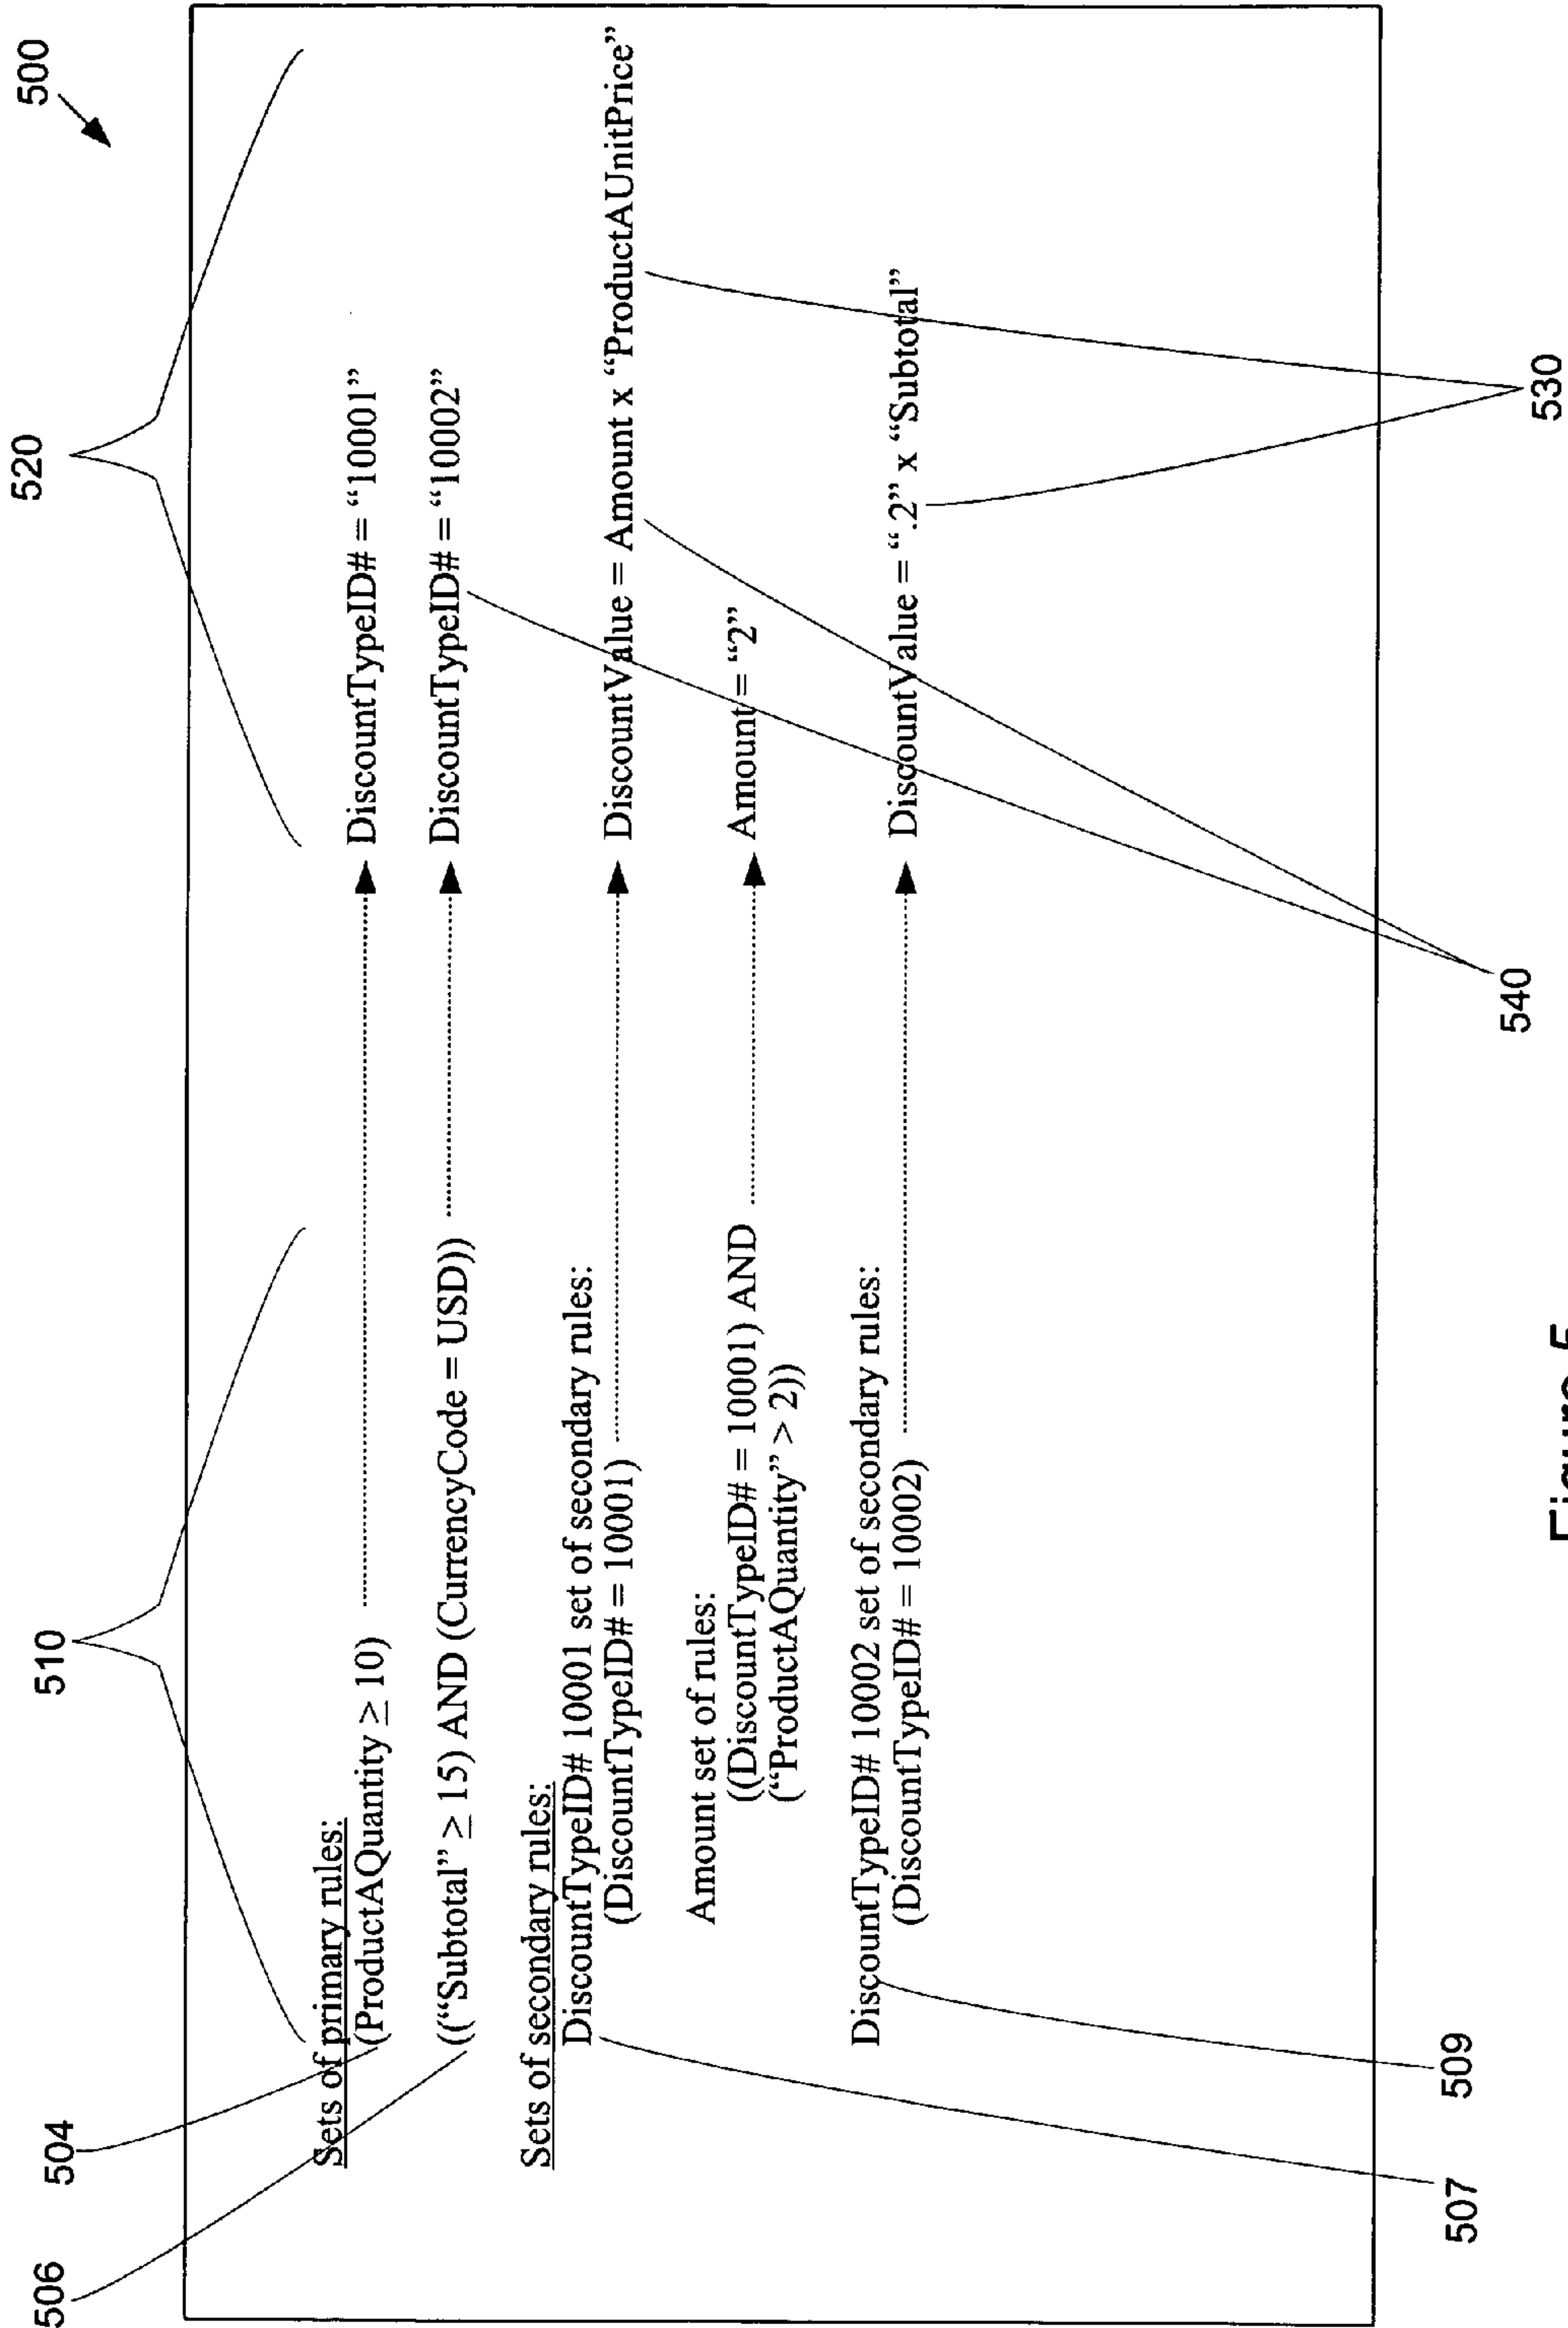 500
510
520
504
506
Sets of primary rules:
(ProductAQuantity ≥ 10) DiscountTypeID# = “10001”
((“Subtotal” ≥ 15) AND (CurrencyCode = USD)) DiscountTypeID# = “10002”
Sets of secondary rules:
DiscountTypeID# 10001 set of secondary rules:
(DiscountTypeID# = 10001) DiscountValue = Amount x “ProductAUnitPrice”
Amount set of rules:
((DiscountTypeID# = 10001) AND Amount = “2”
(“ProductAQuantity” > 2))
DiscountTypeID# 10002 set of secondary rules:
(DiscountTypeID# = 10002) DiscountValue = “.2” x “Subtotal”
507
509
540
530
Figure 5